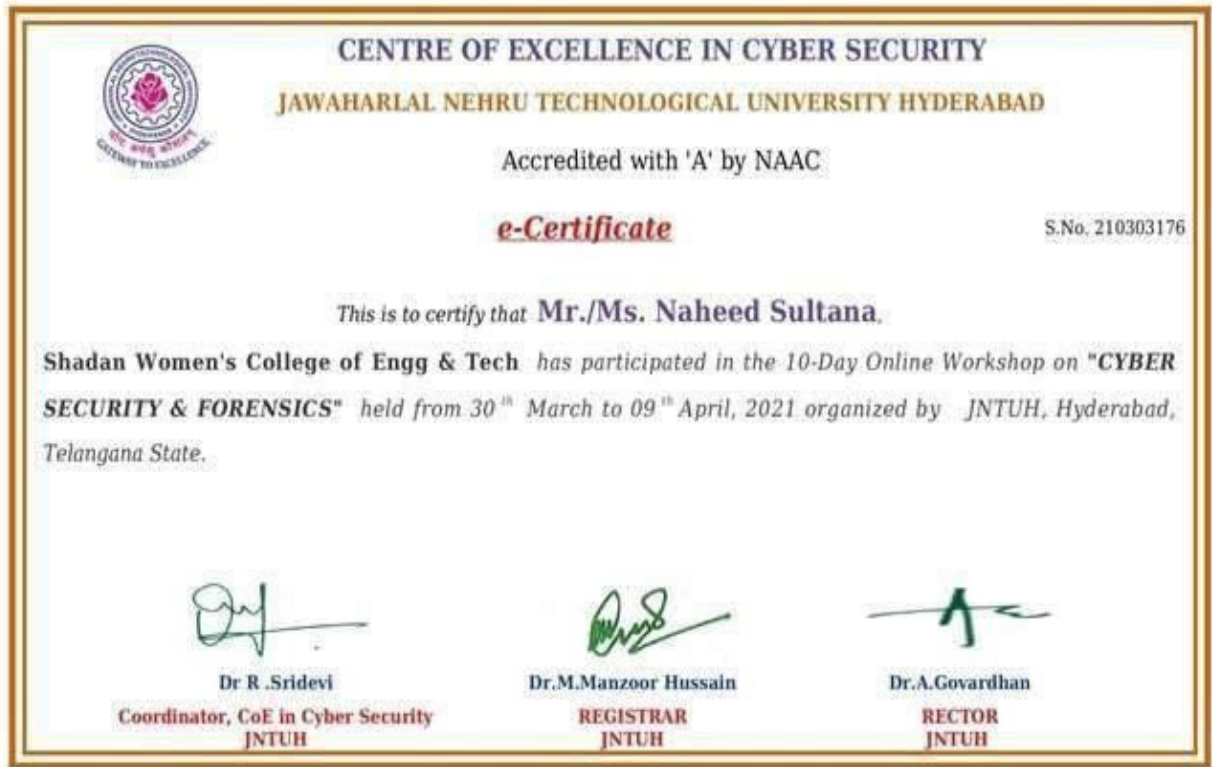 CENTRE OF EXCELLENCE IN CYBER SECURITY
JAWAHARLAL NEHRU TECHNOLOGICAL UNIVERSITY HYDERABAD
GATEWAY TO EXCELLENCE
Accredited with 'A' by NAAC
e-Certificate
S.No. 210303176
This is to certify that Mr./Ms. Naheed Sultana,
Shadan Women's College of Engg & Tech has participated in the 10-Day Online Workshop on "CYBER
SECURITY & FORENSICS" held from 30th March to 09th April, 2021 organized by JNTUH, Hyderabad,
Telangana State.
Dr R .Sridevi
Coordinator, CoE in Cyber Security
JNTUH
Dr.M.Manzoor Hussain
REGISTRAR
JNTUH
Dr.A.Govardhan
RECTOR
JNTUH